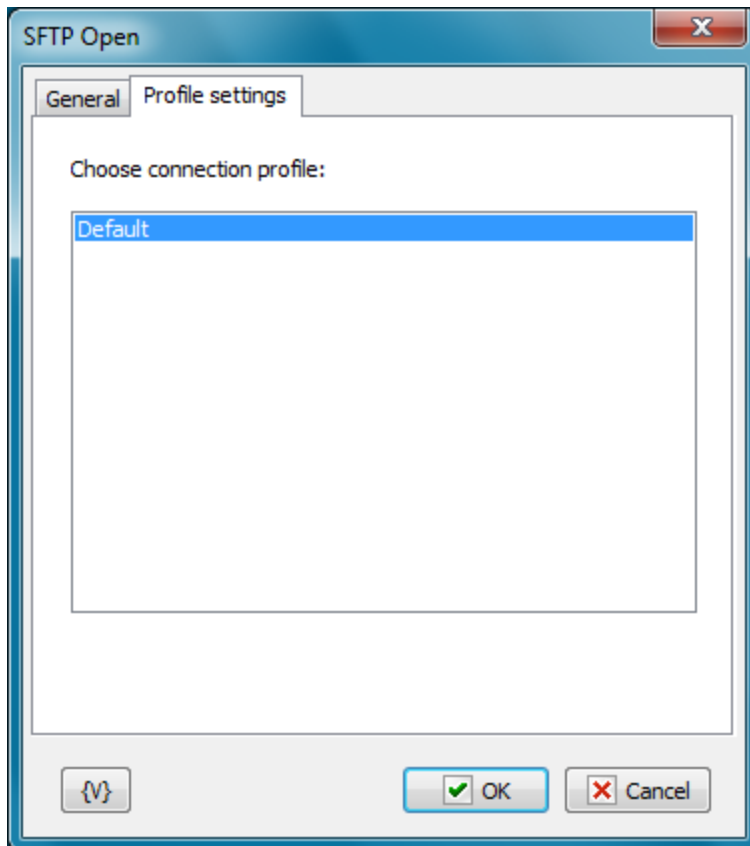 SFTP Open
General Profile settings
Choose connection profile:
Default
{V} OK Cancel